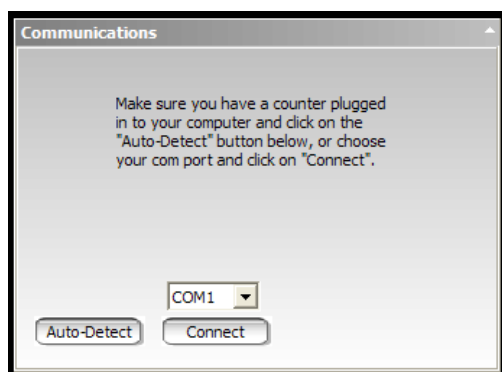 Communications
Make sure you have a counter plugged
in to your computer and click on the
"Auto-Detect" button below, or choose
your com port and click on "Connect".
COM1
Auto-Detect Connect